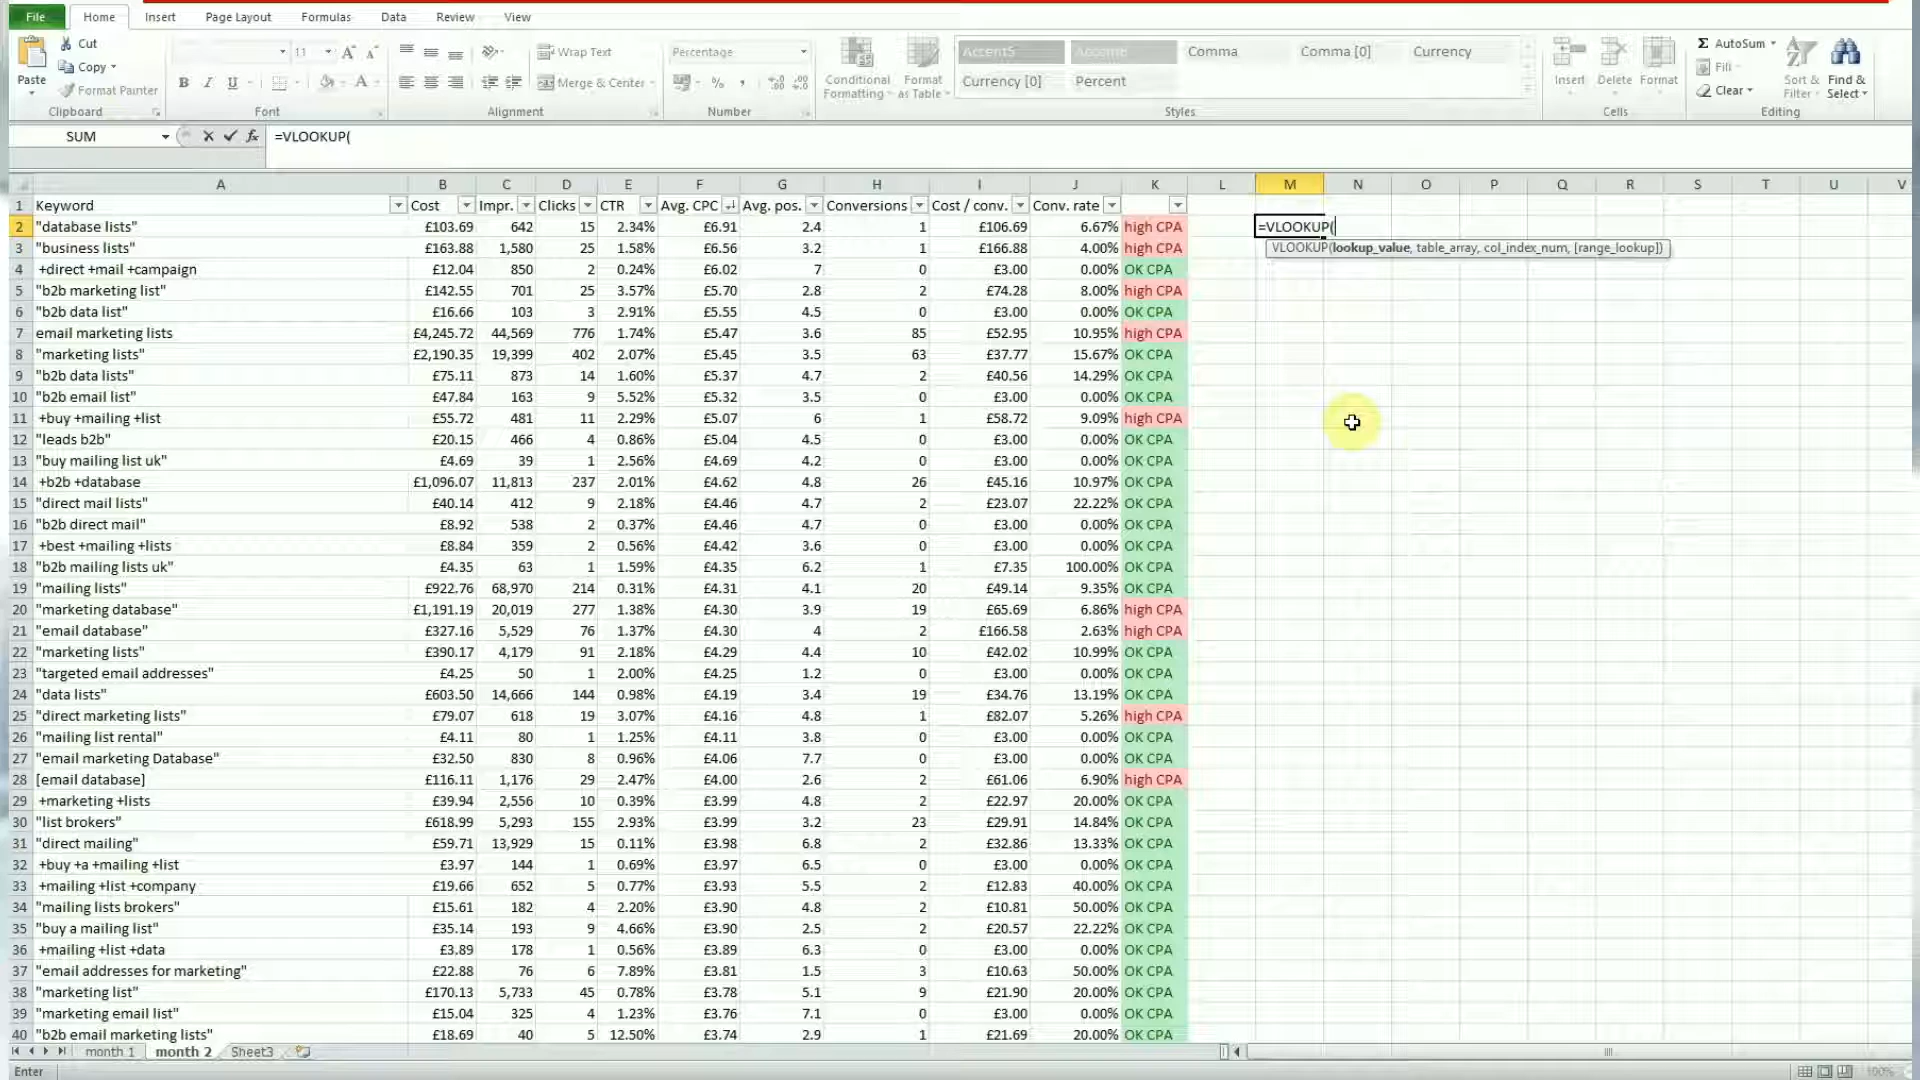 File Home Insert Page Layout Formulas Data Review View
Cut
Copy
Format Painter
Paste
11
Wrap Text
Merge & Center
Percentage
Conditional Formatting
Format as Table
Accent5 Accent6 Comma Comma [0] Currency
Currency [0] Percent
Insert Delete Format
AutoSum
Fill
Clear
Sort & Filter
Find & Select
Clipboard Font Alignment Number Styles Cells Editing
SUM =VLOOKUP(
A B C D E F G H I J K L M N O P Q R S T U V
1 Keyword Cost Impr. Clicks CTR Avg. CPC Avg. pos. Conversions Cost / conv. Conv. rate
2 "database lists" £103.69 642 15 2.34% £6.91 2.4 1 £106.69 6.67% high CPA =VLOOKUP(
3 "business lists" £163.88 1,580 25 1.58% £6.56 3.2 1 £166.88 4.00% high CPA VLOOKUP(lookup_value, table_array, col_index_num, [range_lookup])
4 +direct +mail +campaign £12.04 850 2 0.24% £6.02 7 0 £3.00 0.00% OK CPA
5 "b2b marketing list" £142.55 701 25 3.57% £5.70 2.8 2 £74.28 8.00% high CPA
6 "b2b data list" £16.66 103 3 2.91% £5.55 4.5 0 £3.00 0.00% OK CPA
7 email marketing lists £4,245.72 44,569 776 1.74% £5.47 3.6 85 £52.95 10.95% high CPA
8 "marketing lists" £2,190.35 19,399 402 2.07% £5.45 3.5 63 £37.77 15.67% OK CPA
9 "b2b data lists" £75.11 873 14 1.60% £5.37 4.7 2 £40.56 14.29% OK CPA
10 "b2b email list" £47.84 163 9 5.52% £5.32 3.5 0 £3.00 0.00% OK CPA
11 +buy +mailing +list £55.72 481 11 2.29% £5.07 6 1 £58.72 9.09% high CPA
12 "leads b2b" £20.15 466 4 0.86% £5.04 4.5 0 £3.00 0.00% OK CPA
13 "buy mailing list uk" £4.69 39 1 2.56% £4.69 4.2 0 £3.00 0.00% OK CPA
14 +b2b +database £1,096.07 11,813 237 2.01% £4.62 4.8 26 £45.16 10.97% OK CPA
15 "direct mail lists" £40.14 412 9 2.18% £4.46 4.7 2 £23.07 22.22% OK CPA
16 "b2b direct mail" £8.92 538 2 0.37% £4.46 4.7 0 £3.00 0.00% OK CPA
17 +best +mailing +lists £8.84 359 2 0.56% £4.42 3.6 0 £3.00 0.00% OK CPA
18 "b2b mailing lists uk" £4.35 63 1 1.59% £4.35 6.2 1 £7.35 100.00% OK CPA
19 "mailing lists" £922.76 68,970 214 0.31% £4.31 4.1 20 £49.14 9.35% OK CPA
20 "marketing database" £1,191.19 20,019 277 1.38% £4.30 3.9 19 £65.69 6.86% high CPA
21 "email database" £327.16 5,529 76 1.37% £4.30 4 2 £166.58 2.63% high CPA
22 "marketing lists" £390.17 4,179 91 2.18% £4.29 4.4 10 £42.02 10.99% OK CPA
23 "targeted email addresses" £4.25 50 1 2.00% £4.25 1.2 0 £3.00 0.00% OK CPA
24 "data lists" £603.50 14,666 144 0.98% £4.19 3.4 19 £34.76 13.19% OK CPA
25 "direct marketing lists" £79.07 618 19 3.07% £4.16 4.8 1 £82.07 5.26% high CPA
26 "mailing list rental" £4.11 80 1 1.25% £4.11 3.8 0 £3.00 0.00% OK CPA
27 "email marketing Database" £32.50 830 8 0.96% £4.06 7.7 0 £3.00 0.00% OK CPA
28 [email database] £116.11 1,176 29 2.47% £4.00 2.6 2 £61.06 6.90% high CPA
29 +marketing +lists £39.94 2,556 10 0.39% £3.99 4.8 2 £22.97 20.00% OK CPA
30 "list brokers" £618.99 5,293 155 2.93% £3.99 3.2 23 £29.91 14.84% OK CPA
31 "direct mailing" £59.71 13,929 15 0.11% £3.98 6.8 2 £32.86 13.33% OK CPA
32 +buy +a +mailing +list £3.97 144 1 0.69% £3.97 6.5 0 £3.00 0.00% OK CPA
33 +mailing +list +company £19.66 652 5 0.77% £3.93 5.5 2 £12.83 40.00% OK CPA
34 "mailing lists brokers" £15.61 182 4 2.20% £3.90 4.8 2 £10.81 50.00% OK CPA
35 "buy a mailing list" £35.14 193 9 4.66% £3.90 2.5 2 £20.57 22.22% OK CPA
36 +mailing +list +data £3.89 178 1 0.56% £3.89 6.3 0 £3.00 0.00% OK CPA
37 "email addresses for marketing" £22.88 76 6 7.89% £3.81 1.5 3 £10.63 50.00% OK CPA
38 "marketing list" £170.13 5,733 45 0.78% £3.78 5.1 9 £21.90 20.00% OK CPA
39 "marketing email list" £15.04 325 4 1.23% £3.76 7.1 0 £3.00 0.00% OK CPA
40 "b2b email marketing lists" £18.69 40 5 12.50% £3.74 2.9 1 £21.69 20.00% OK CPA
month 1 month 2 Sheet3
Enter 100%